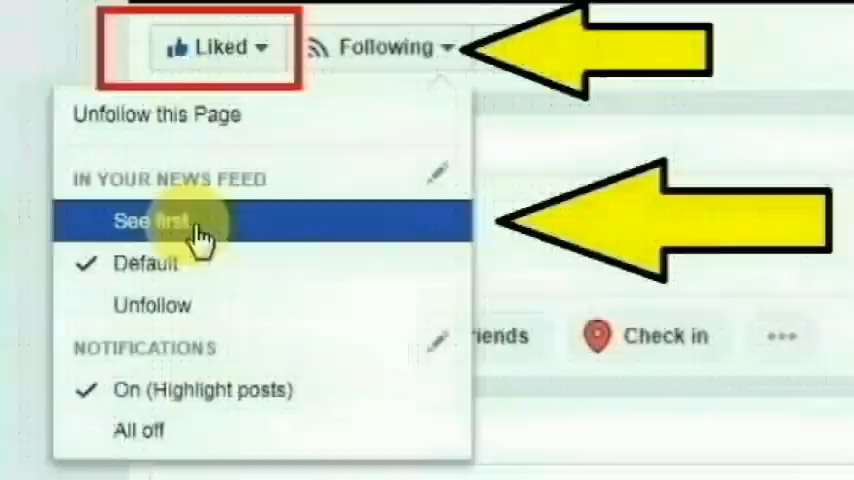 Liked
Following
Unfollow this Page
IN YOUR NEWS FEED
See first
Default
Unfollow
NOTIFICATIONS
riends
Check in
On (Highlight posts)
All off